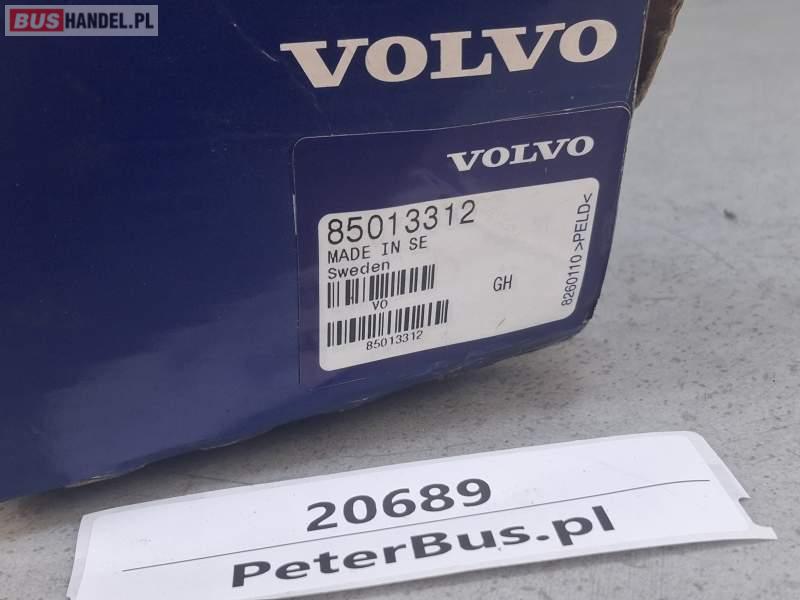 BUSHANDEL.PL
VOLVO
VOLVO
85013312
MADE IN SE
Sweden
VO
GH
85013312
8260110 >PELD<
20689
PeterBus.pl